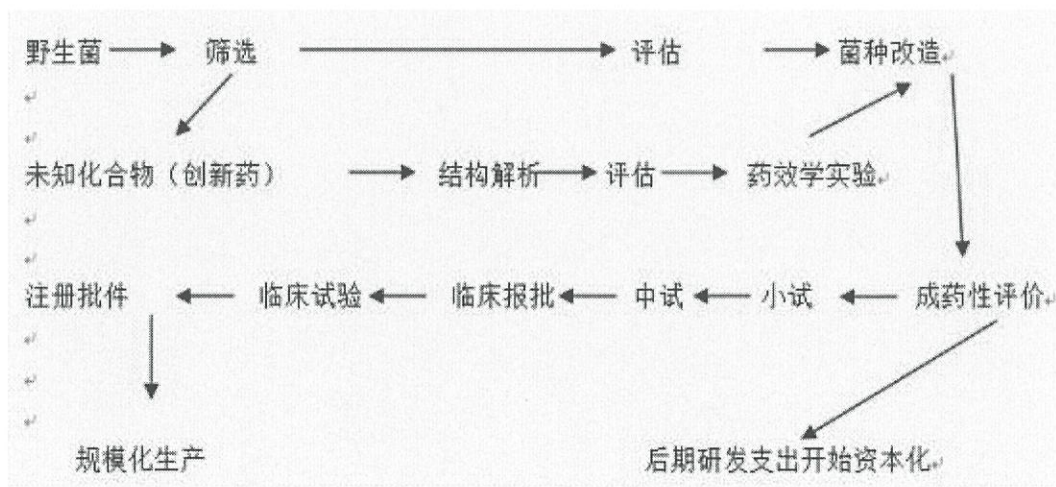 野生菌 筛选 评估 菌种改造
未知化合物（创新药） 结构解析 评估 药效学实验
注册批件 临床试验 临床报批 中试 小试 成药性评价
规模化生产 后期研发支出开始资本化